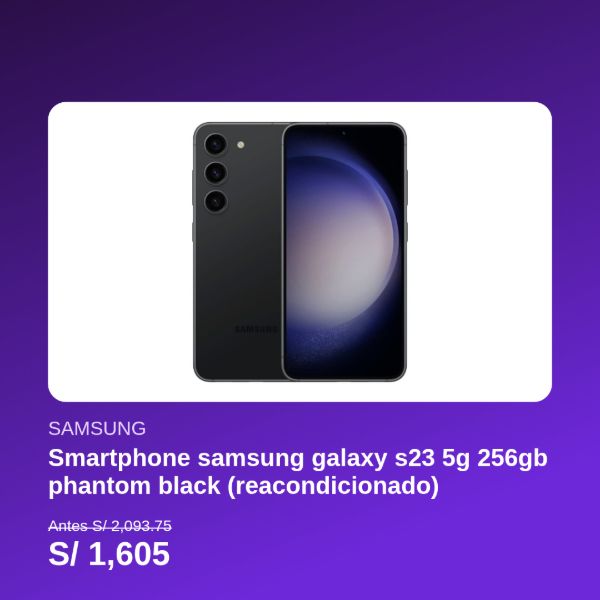 SAMSUNG
SAMSUNG
Smartphone samsung galaxy s23 5g 256gb
phantom black (reacondicionado)
Antes S/ 2,093.75
S/ 1,605